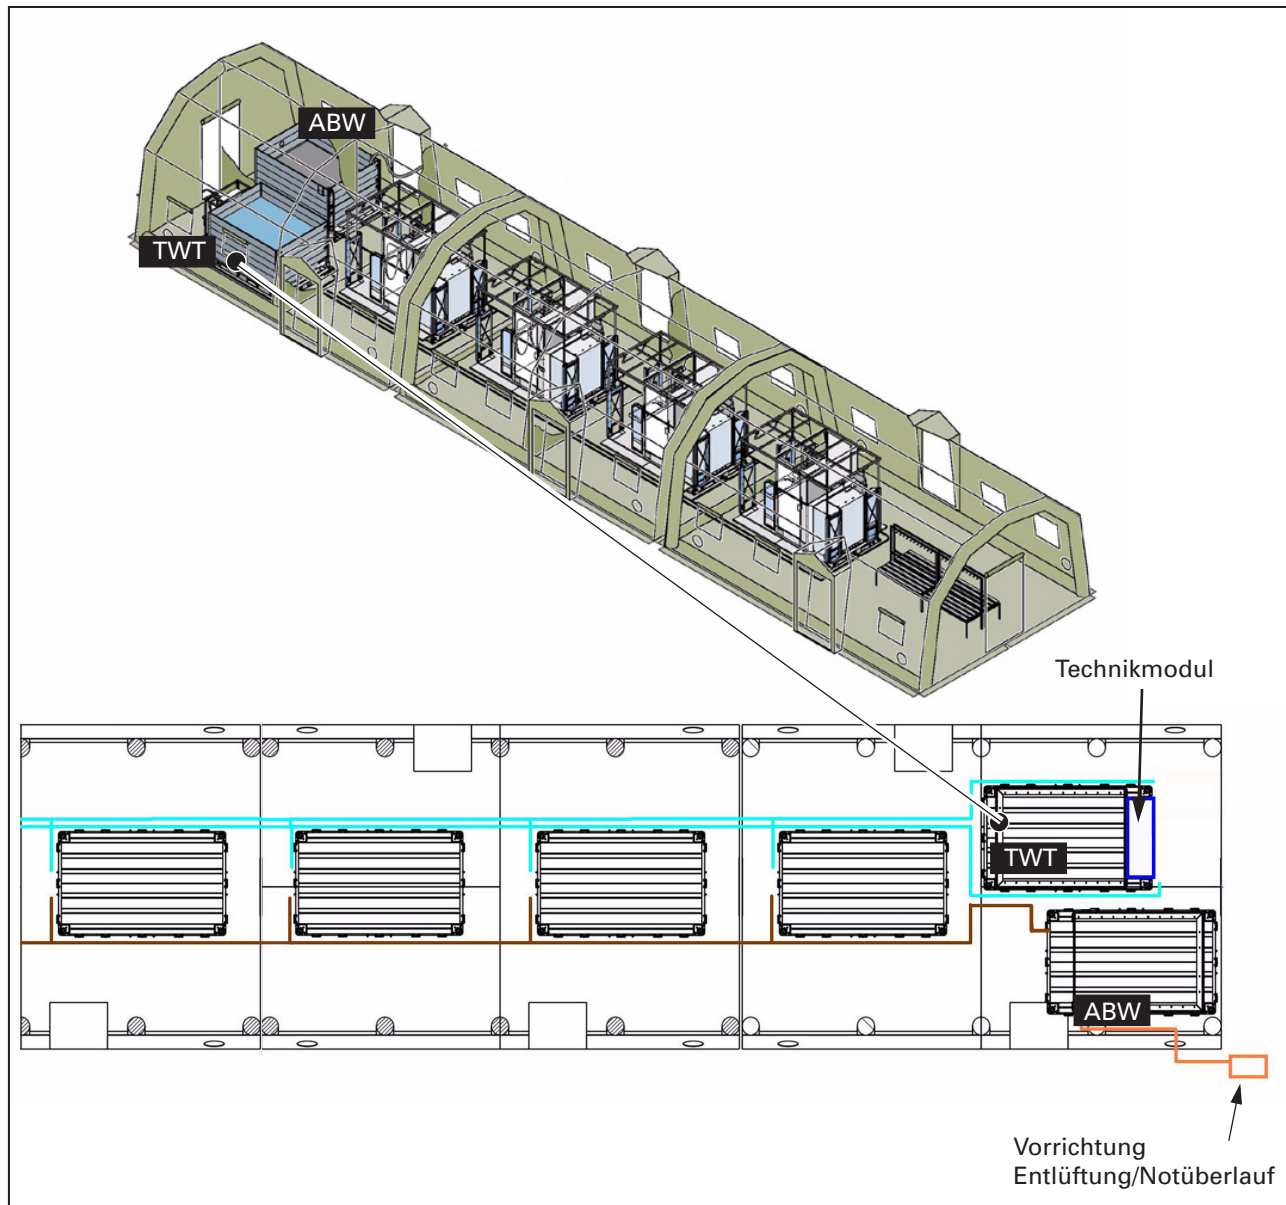 ABW
TWT
Technikmodul
TWT
ABW
Vorrichtung
Entlüftung/Notüberlauf